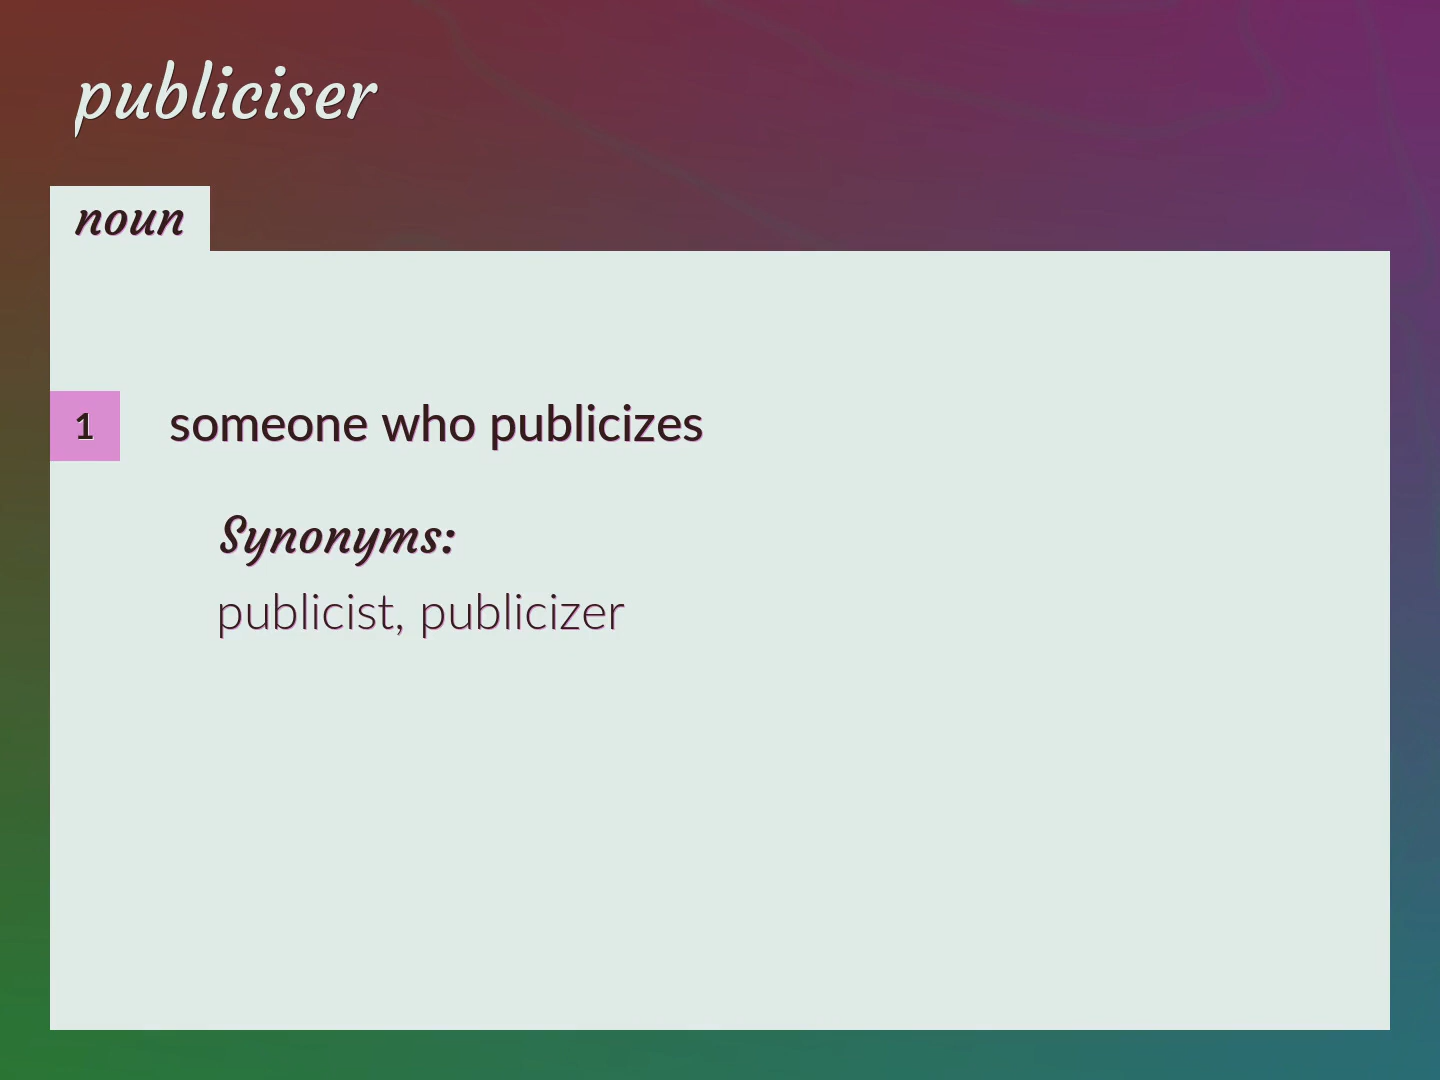 publiciser
noun
1 someone who publicizes
Synonyms:
publicist, publicizer